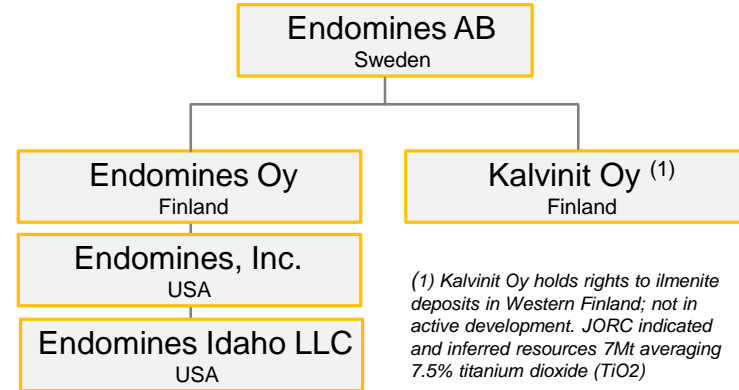 Endomines AB
Sweden
Endomines Oy
Finland
Kalvinit Oy (1)
Finland
Endomines, Inc.
USA
Endomines Idaho LLC
USA
(1) Kalvinit Oy holds rights to ilmenite
deposits in Western Finland; not in
active development. JORC indicated
and inferred resources 7Mt averaging
7.5% titanium dioxide (TiO2)